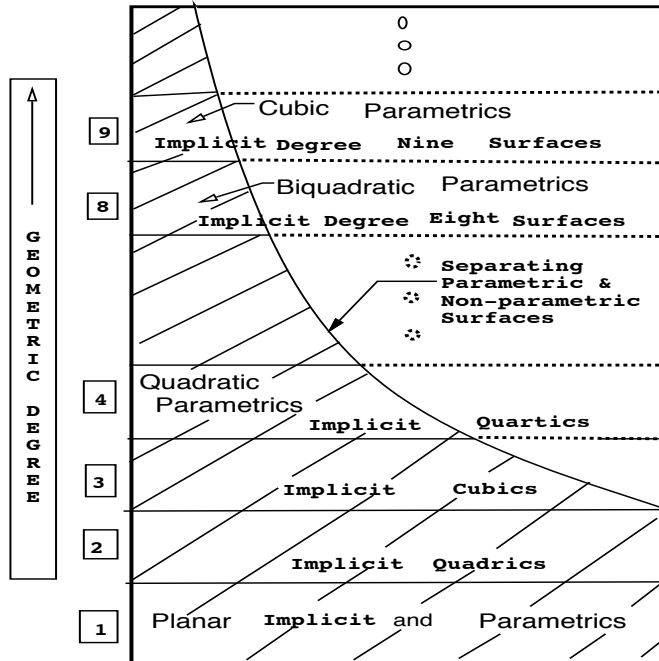 Cubic Parametrics
9
Implicit Degree Nine Surfaces
Biquadratic Parametrics
8
Implicit Degree Eight Surfaces
GEOMETRIC DEGREE
Separating
Parametric &
Non-parametric
Surfaces
Quadratic
Parametrics
4
Implicit Quartics
3
Implicit Cubics
2
Implicit Quadrics
1
Planar Implicit and Parametrics